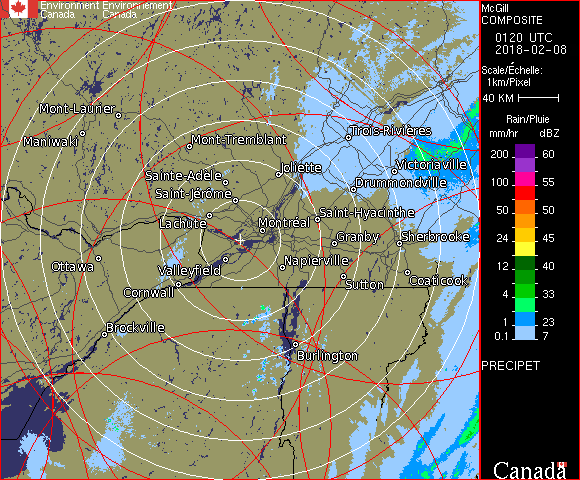 Environment Environnement
Canada Canada
McGill
COMPOSITE
0120 UTC
2018-02-08
Scale/Échelle:
1km/Pixel
40 KM
Rain/Pluie
mm/hr dBZ
200 60
100 55
50 50
24 45
12 40
4 33
1 23
0.1 7
PRECIPET
Canada
Mont-Laurier
Maniwaki
Mont-Tremblant
Trois-Rivières
Joliette
Victoriaville
Sainte-Adèle
Drummondville
Saint-Jérôme
Lachute
Montréal
Saint-Hyacinthe
Granby
Sherbrooke
Ottawa
Valleyfield
Napierville
Cornwall
Sutton
Coaticook
Brockville
Burlington